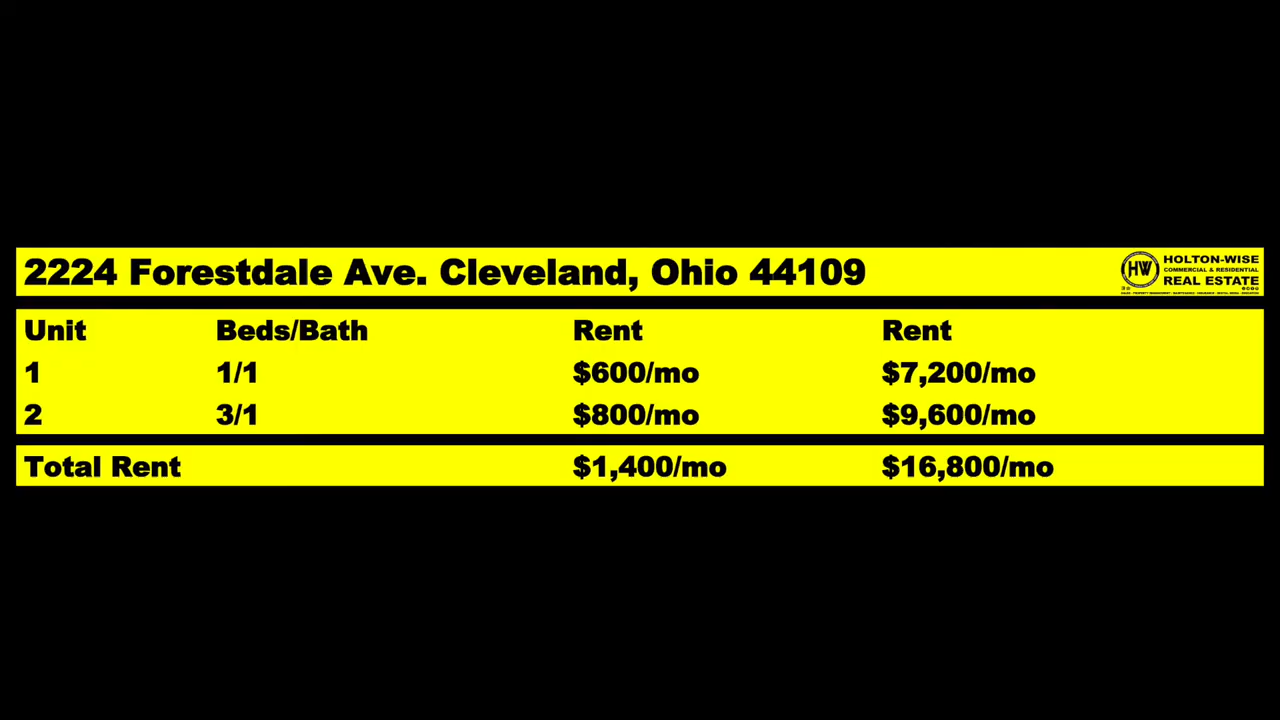 2224 Forestdale Ave. Cleveland, Ohio 44109
HW
HOLTON-WISE
COMMERCIAL & RESIDENTIAL
REAL ESTATE
Unit Beds/Bath Rent Rent
1 1/1 $600/mo $7,200/mo
2 3/1 $800/mo $9,600/mo
Total Rent $1,400/mo $16,800/mo